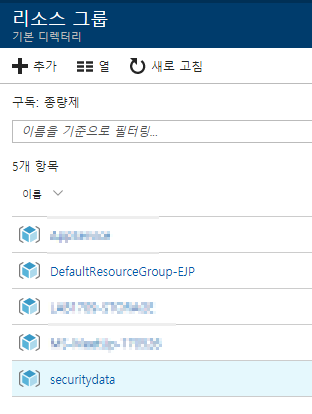 리소스 그룹
기본 디렉터리
추가 열 새로 고침
구독: 종량제
이름을 기준으로 필터링...
5개 항목
이름
DefaultResourceGroup-EJP
securitydata